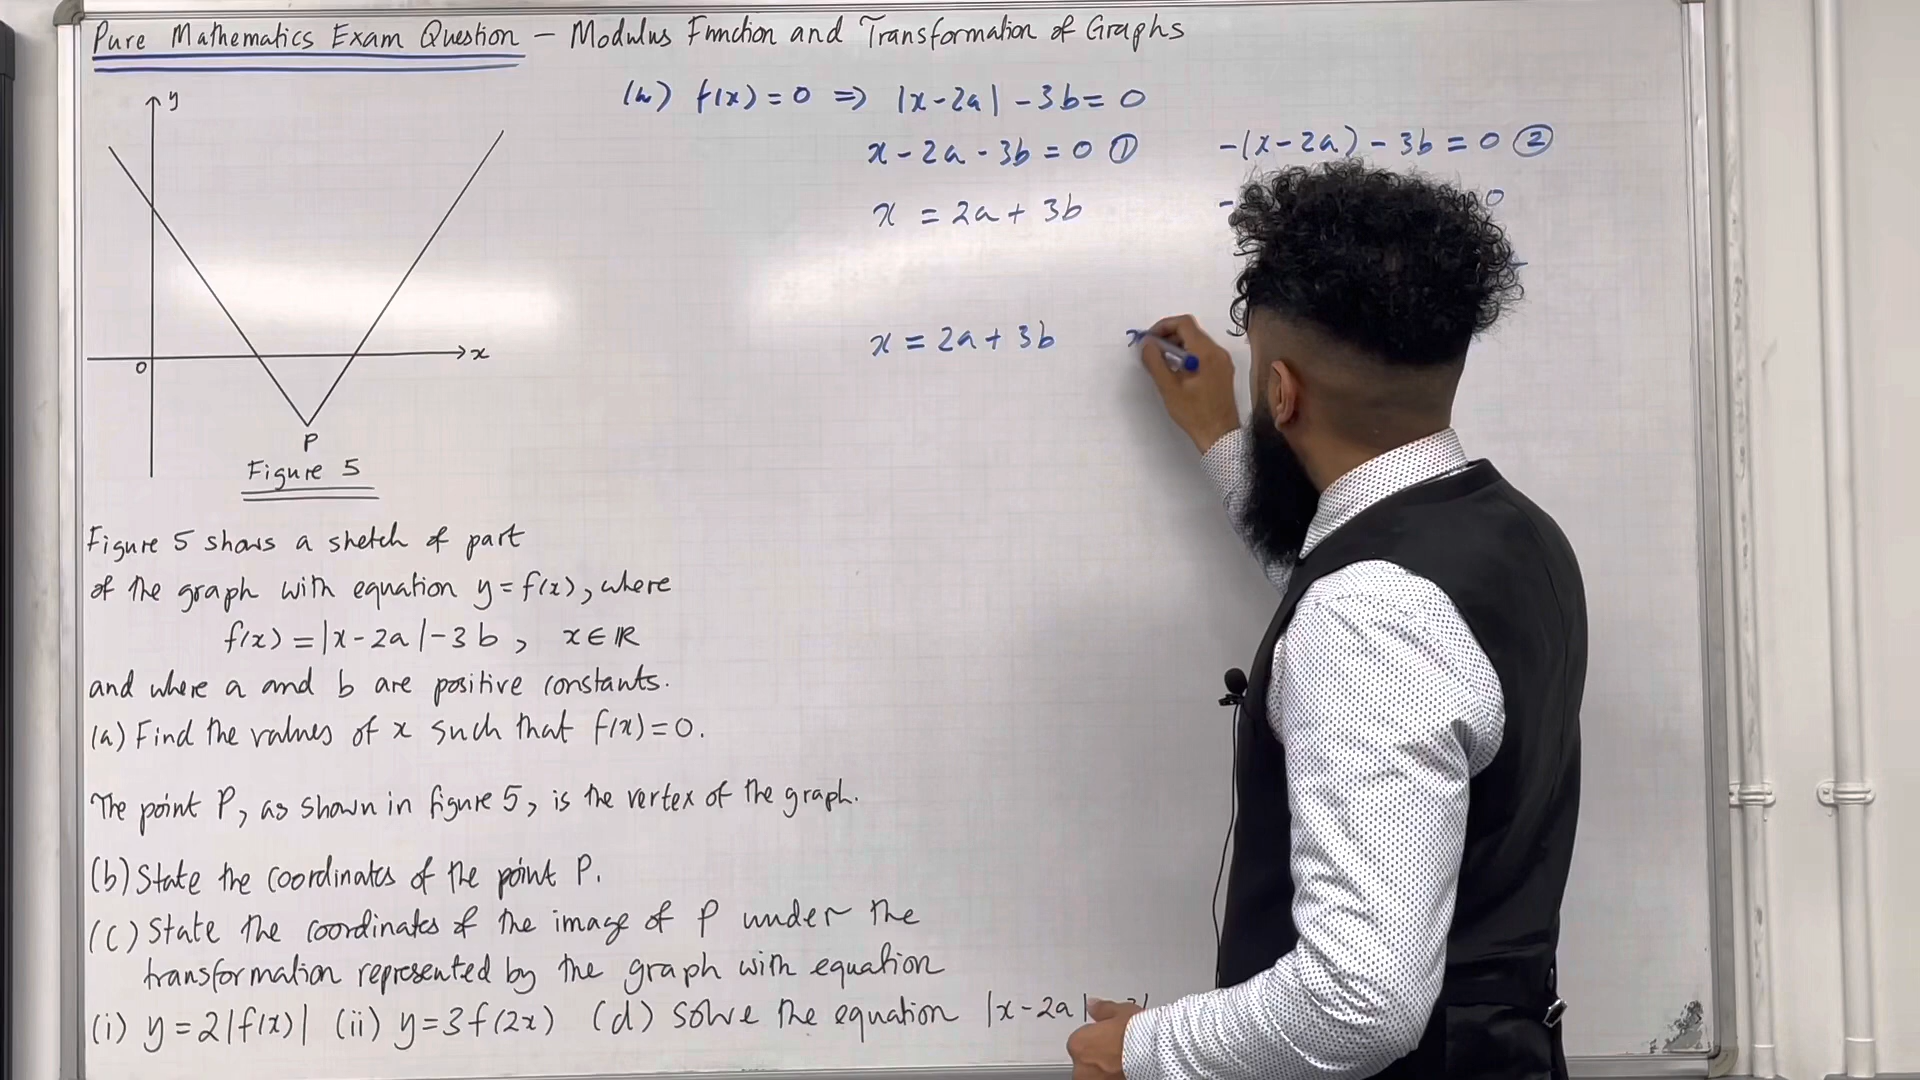 Pure Mathematics Exam Question - Modulus Function and Transformation of Graphs
y
x
0
P
Figure 5
(a) f(x) = 0 ⇒ |x-2a| - 3b = 0
x - 2a - 3b = 0 ①
-(x-2a) - 3b = 0 ②
x = 2a + 3b
- 0
x = 2a + 3b x
Figure 5 shows a sketch of part
of the graph with equation y = f(x), where
f(x) = |x-2a| - 3b, x ∈ ℝ
and where a and b are positive constants.
(a) Find the values of x such that f(x) = 0.
The point P, as shown in figure 5, is the vertex of the graph.
(b) State the coordinates of the point P.
(c) State the coordinates of the image of P under the
transformation represented by the graph with equation
(i) y = 2|f(x)| (ii) y = 3f(2x) (d) Solve the equation |x-2a|